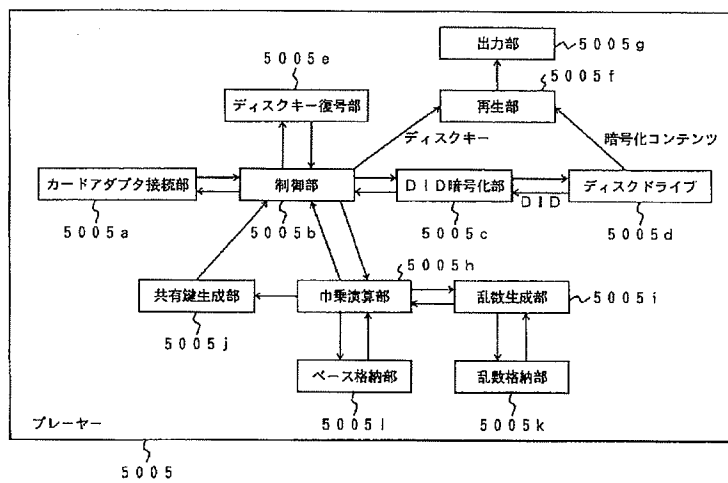 出力部
5005g
5005e
5005f
ディスクキー復号部
再生部
ディスクキー
暗号化コンテンツ
カードアダプタ接続部
制御部
DID暗号化部
DID
ディスクドライブ
5005a
5005b
5005c
5005d
5005h
共有鍵生成部
巾乗演算部
乱数生成部
5005i
5005j
ベース格納部
乱数格納部
5005l
5005k
プレーヤー
5005